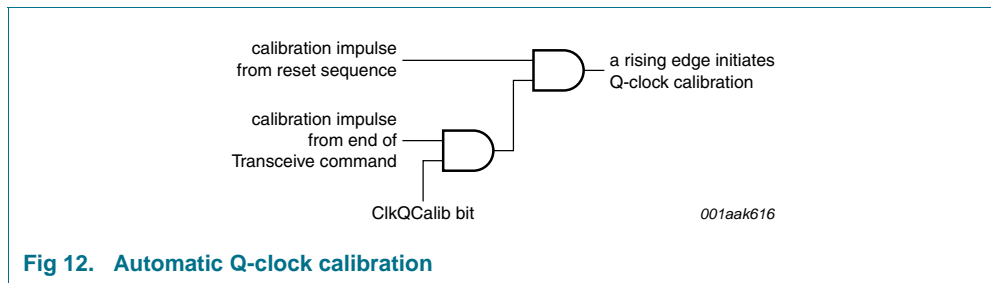 calibration impulse
from reset sequence
a rising edge initiates
Q-clock calibration
calibration impulse
from end of
Transceive command
ClkQCalib bit
001aak616
Fig 12. Automatic Q-clock calibration